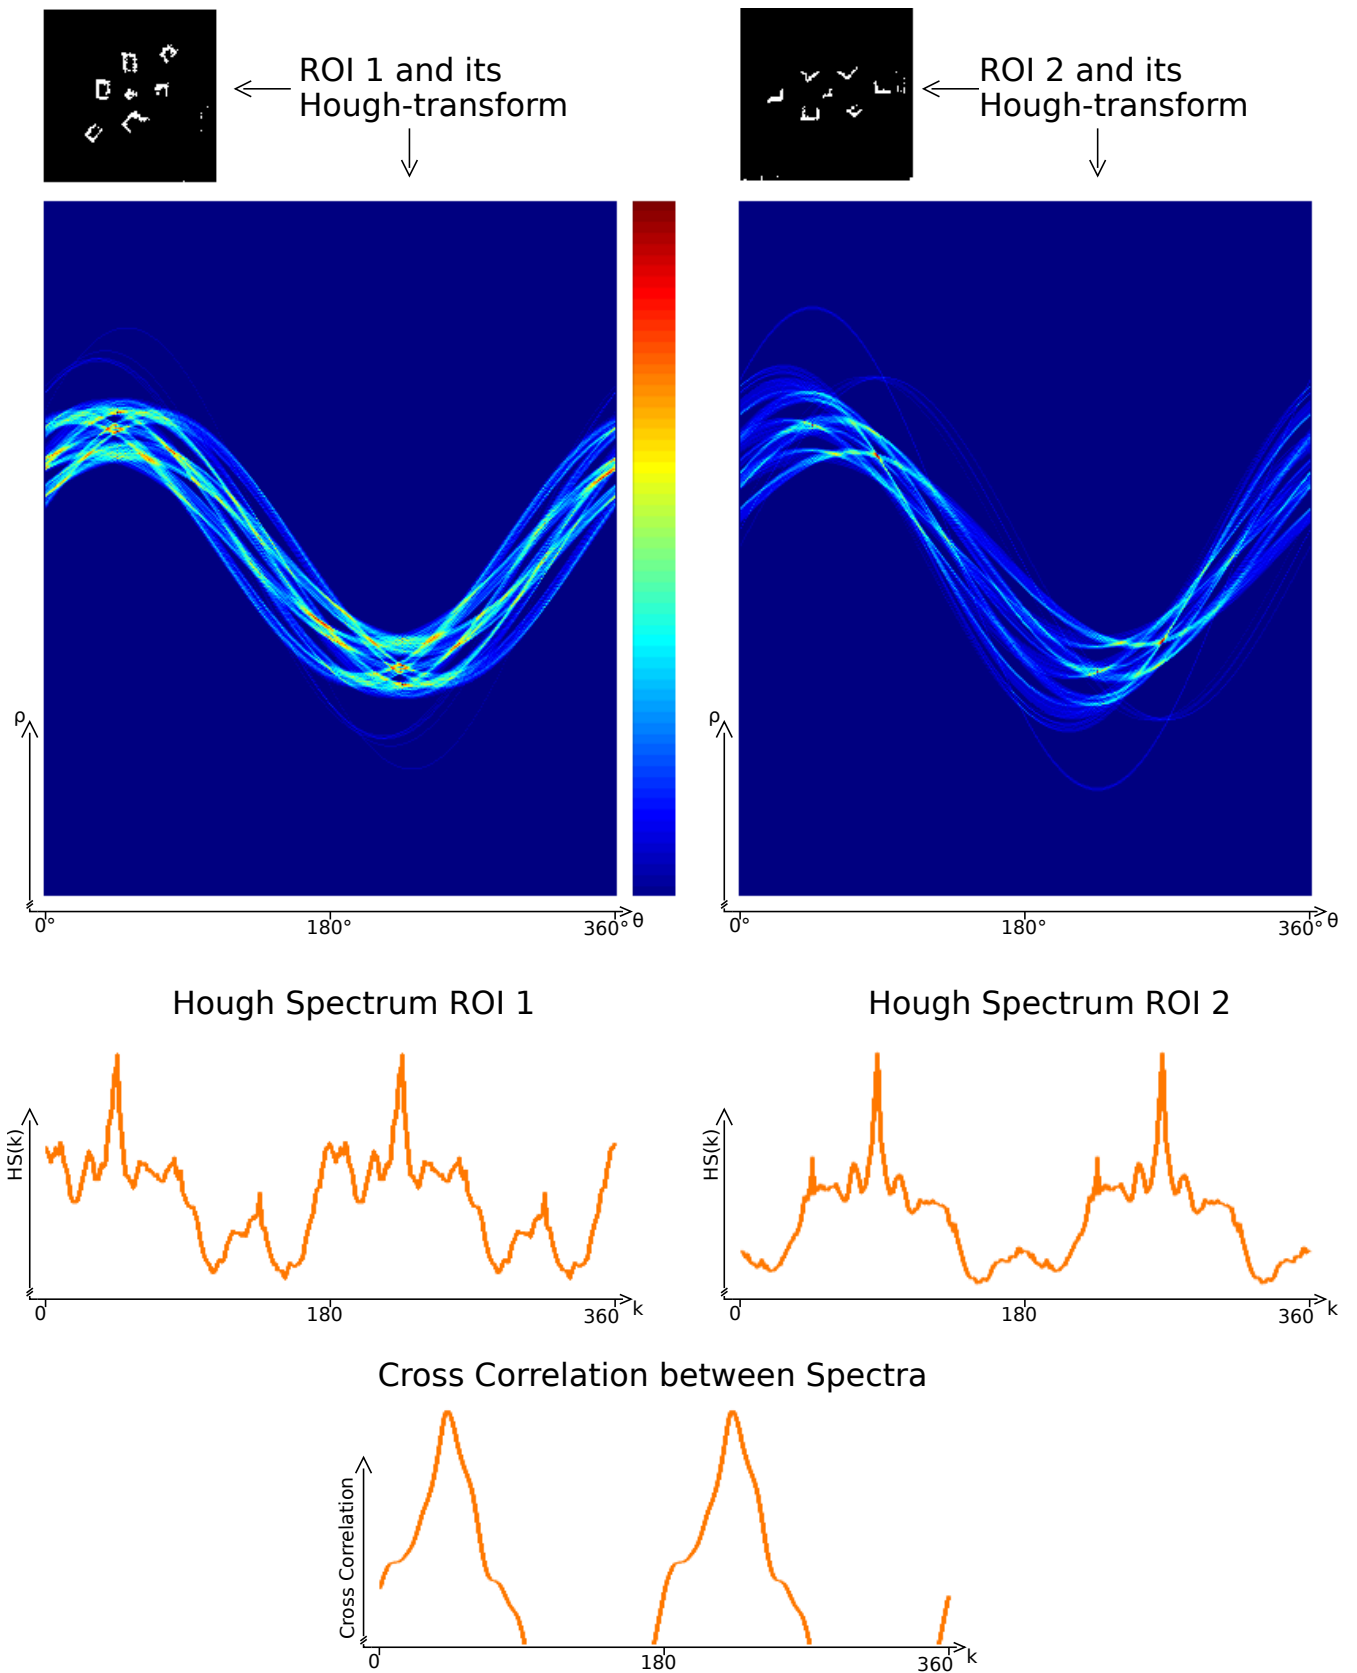 ROI 1 and its
Hough-transform
ROI 2 and its
Hough-transform
ρ
0°
180°
360°
θ
ρ
0°
180°
360°
θ
Hough Spectrum ROI 1
HS(k)
0
180
360
k
Hough Spectrum ROI 2
HS(k)
0
180
360
k
Cross Correlation between Spectra
Cross Correlation
0
180
360
k